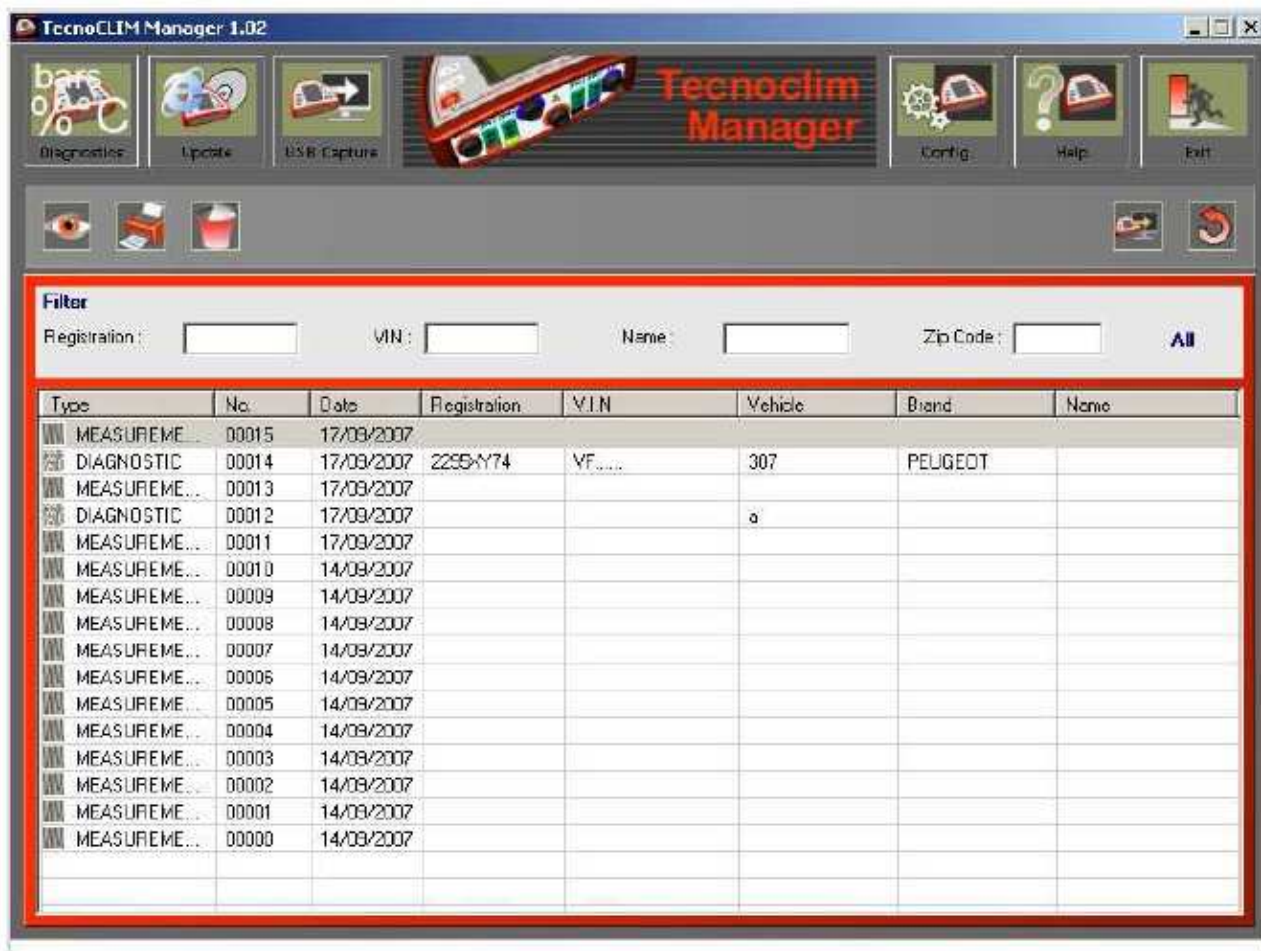 TecnoCLIM Manager 1.02
bars
% °C
Diagnostics
Update
USB Capture
Tecnoclim
Manager
Config
Help
Exit
Filter
Registration :
VIN :
Name :
Zip Code :
All
Type No. Date Registration V.I.N Vehicle Brand Name
MEASUREME... 00015 17/09/2007
DIAGNOSTIC 00014 17/09/2007 VF...... 307 PEUGEOT
MEASUREME... 00013 17/09/2007
DIAGNOSTIC 00012 17/09/2007 a
MEASUREME... 00011 17/09/2007
MEASUREME... 00010 14/09/2007
MEASUREME... 00009 14/09/2007
MEASUREME... 00008 14/09/2007
MEASUREME... 00007 14/09/2007
MEASUREME... 00006 14/09/2007
MEASUREME... 00005 14/09/2007
MEASUREME... 00004 14/09/2007
MEASUREME... 00003 14/09/2007
MEASUREME... 00002 14/09/2007
MEASUREME... 00001 14/09/2007
MEASUREME... 00000 14/09/2007